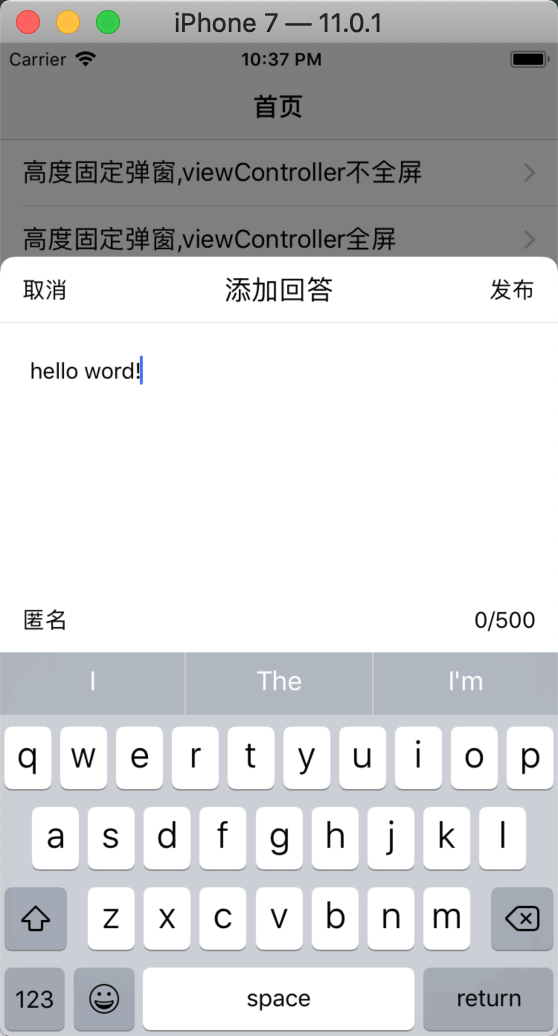 iPhone 7 — 11.0.1
Carrier 10:37 PM
首页
高度固定弹窗,viewController不全屏
高度固定弹窗,viewController全屏
取消 添加回答 发布
hello word!
匿名 0/500
I The I'm
q w e r t y u i o p
a s d f g h j k l
z x c v b n m
123 space return